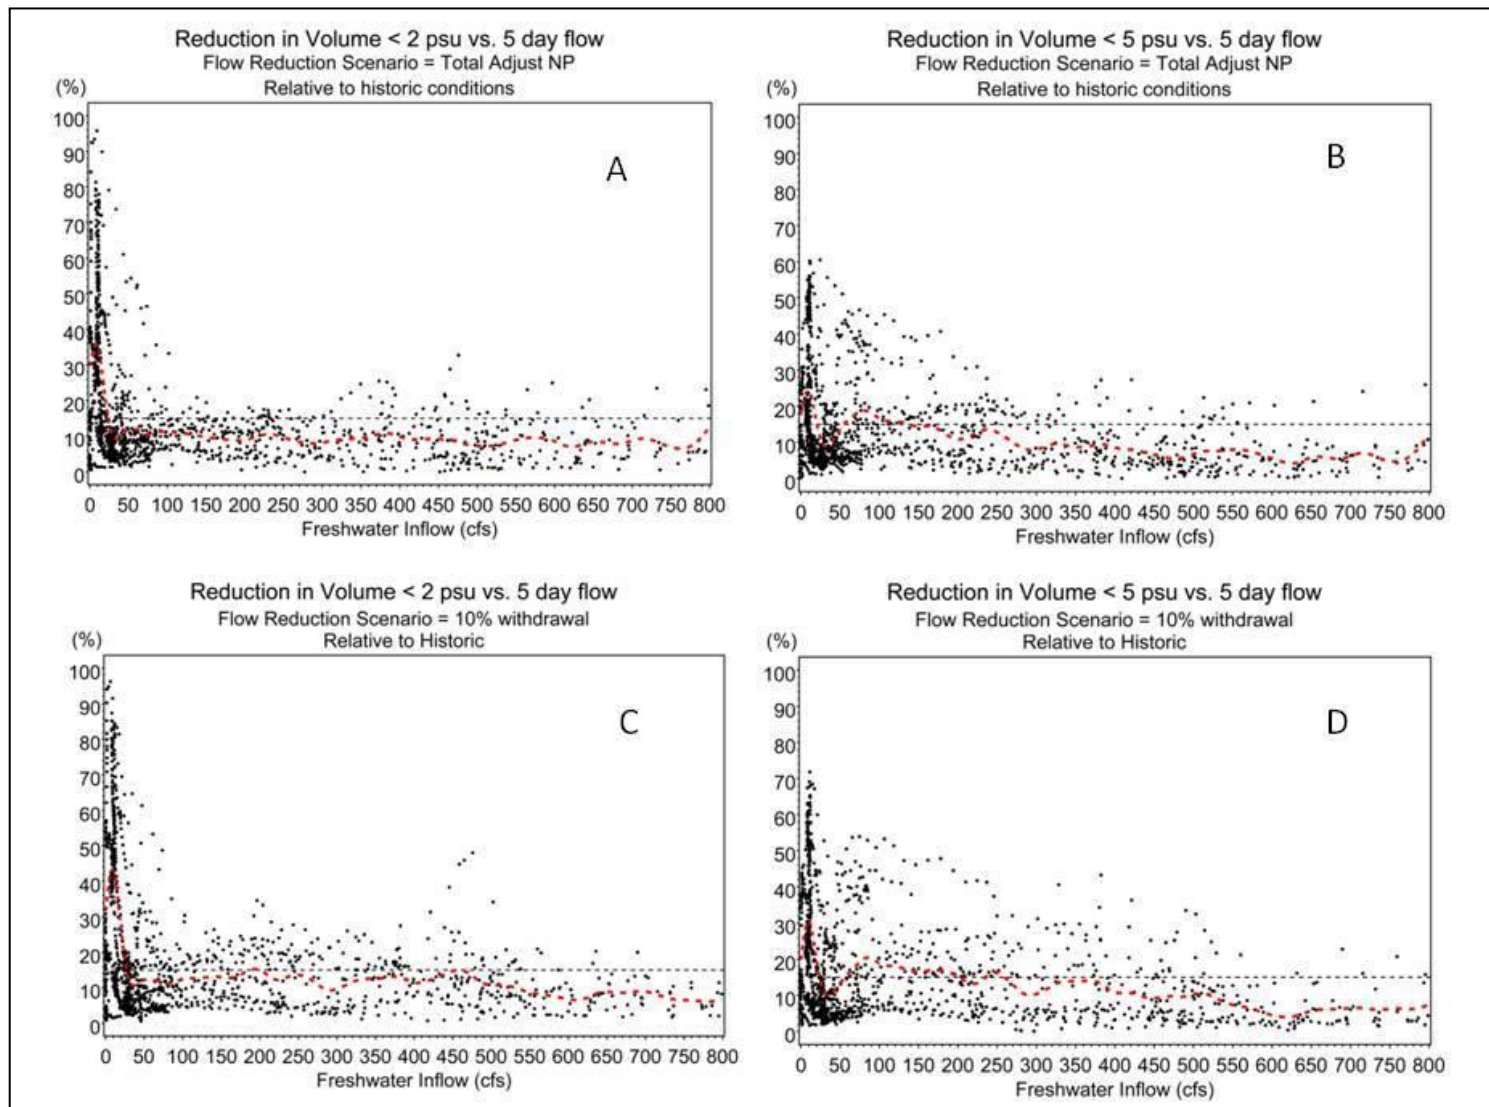 Reduction in Volume < 2 psu vs. 5 day flow
Flow Reduction Scenario = Total Adjust NP
Relative to historic conditions
(%)
A
100
90
80
70
60
50
40
30
20
10
0
0 50 100 150 200 250 300 350 400 450 500 550 600 650 700 750 800
Freshwater Inflow (cfs)
Reduction in Volume < 5 psu vs. 5 day flow
Flow Reduction Scenario = Total Adjust NP
Relative to historic conditions
(%)
B
100
90
80
70
60
50
40
30
20
10
0
0 50 100 150 200 250 300 350 400 450 500 550 600 650 700 750 800
Freshwater Inflow (cfs)
Reduction in Volume < 2 psu vs. 5 day flow
Flow Reduction Scenario = 10% withdrawal
Relative to Historic
(%)
C
100
90
80
70
60
50
40
30
20
10
0
0 50 100 150 200 250 300 350 400 450 500 550 600 650 700 750 800
Freshwater Inflow (cfs)
Reduction in Volume < 5 psu vs. 5 day flow
Flow Reduction Scenario = 10% withdrawal
Relative to Historic
(%)
D
100
90
80
70
60
50
40
30
20
10
0
0 50 100 150 200 250 300 350 400 450 500 550 600 650 700 750 800
Freshwater Inflow (cfs)